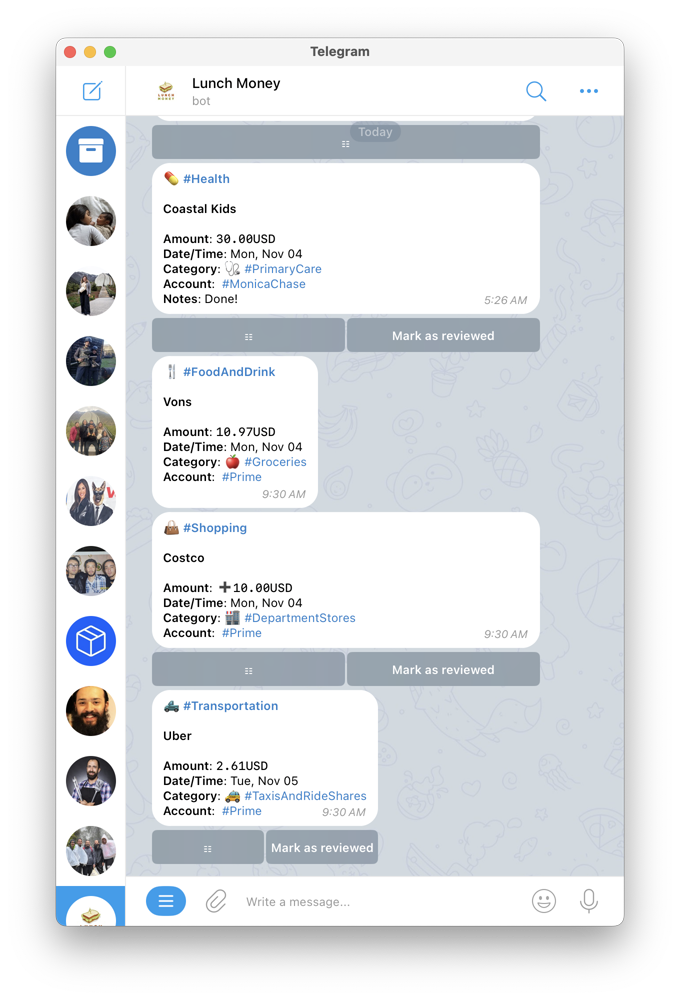 Telegram
Lunch Money
bot
Today
💊 #Health
Coastal Kids
Amount: 30.00USD
Date/Time: Mon, Nov 04
Category: 🩺 #PrimaryCare
Account: #MonicaChase
Notes: Done!
5:26 AM
Mark as reviewed
🍴 #FoodAndDrink
Vons
Amount: 10.97USD
Date/Time: Mon, Nov 04
Category: 🍎 #Groceries
Account: #Prime
9:30 AM
👜 #Shopping
Costco
Amount: ➕10.00USD
Date/Time: Mon, Nov 04
Category: 🏬 #DepartmentStores
Account: #Prime
9:30 AM
Mark as reviewed
🛻 #Transportation
Uber
Amount: 2.61USD
Date/Time: Tue, Nov 05
Category: 🚕 #TaxisAndRideShares
Account: #Prime
9:30 AM
Mark as reviewed
Write a message...